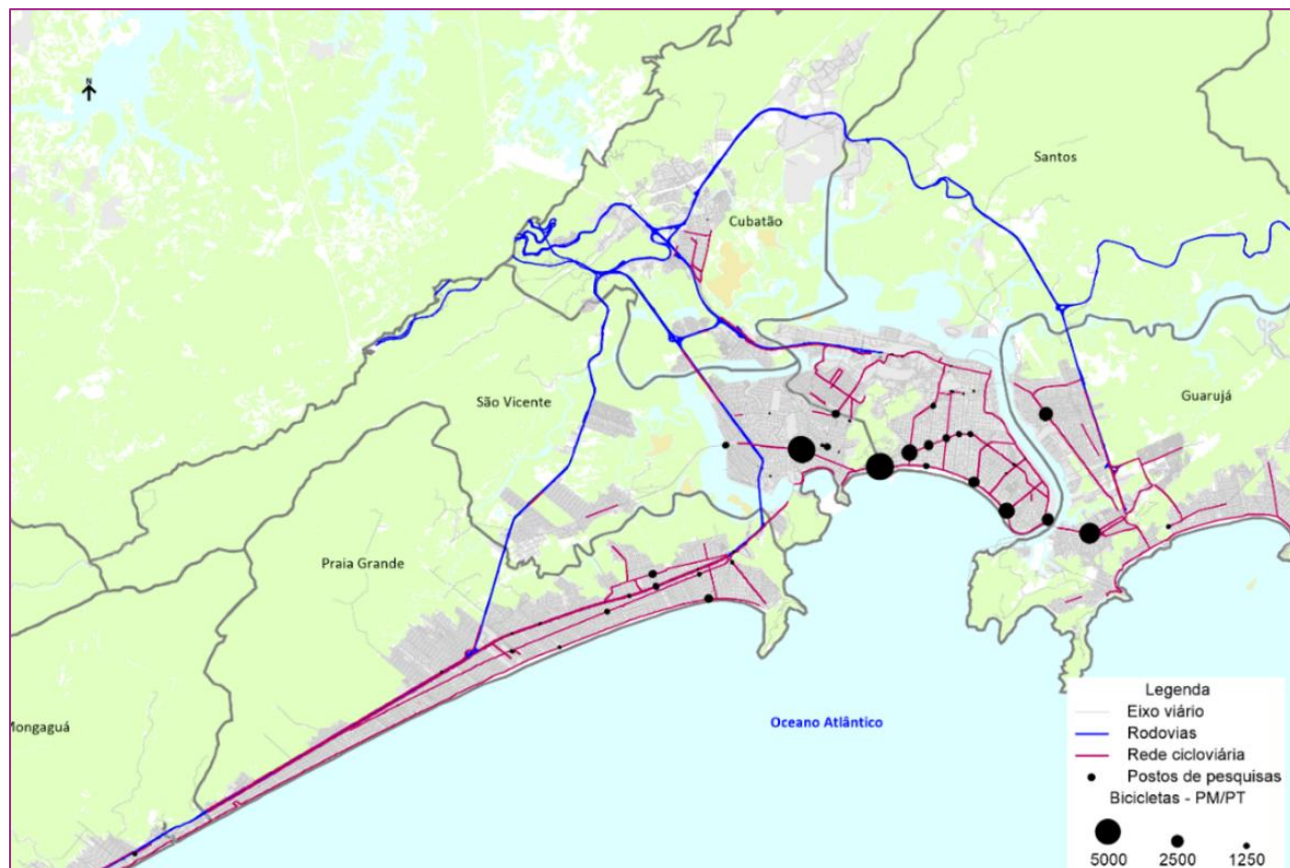 N
Santos
Cubatão
Guarujá
São Vicente
Praia Grande
Mongaguá
Oceano Atlântico
Legenda
Eixo viário
Rodovias
Rede cicloviária
Postos de pesquisas
Bicicletas - PM/PT
5000 2500 1250